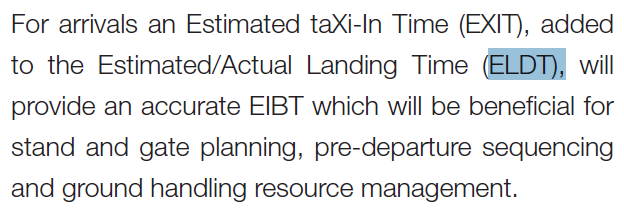 For arrivals an Estimated taXi-In Time (EXIT), added
to the Estimated/Actual Landing Time (ELDT), will
provide an accurate EIBT which will be beneficial for
stand and gate planning, pre-departure sequencing
and ground handling resource management.